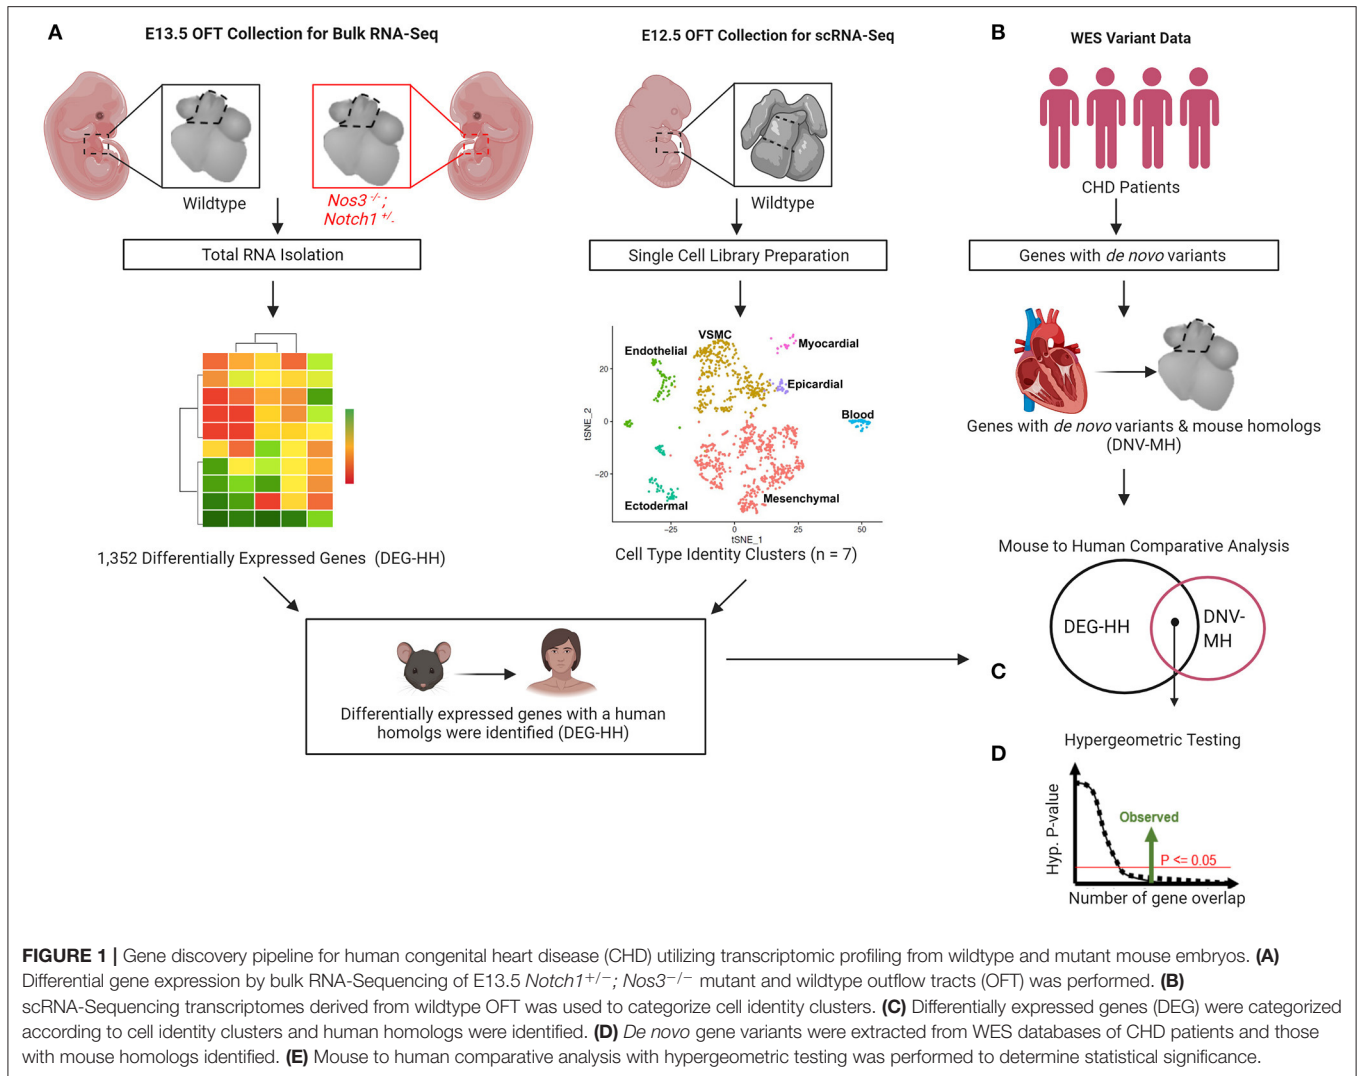 A
E13.5 OFT Collection for Bulk RNA-Seq
Wildtype
Nos3 -/- ;
Notch1 +/-
Total RNA Isolation
1,352 Differentially Expressed Genes (DEG-HH)
E12.5 OFT Collection for scRNA-Seq
Wildtype
Single Cell Library Preparation
VSMC
Myocardial
Endothelial
Epicardial
Blood
Ectodermal
Mesenchymal
tSNE_2
20
0
-20
-25
0
25
50
tSNE_1
Cell Type Identity Clusters (n = 7)
Differentially expressed genes with a human
homolgs were identified (DEG-HH)
B
WES Variant Data
CHD Patients
Genes with de novo variants
Genes with de novo variants & mouse homologs
(DNV-MH)
Mouse to Human Comparative Analysis
DEG-HH
DNV-
MH
C
D
Hypergeometric Testing
Hyp. P-value
Observed
P <= 0.05
Number of gene overlap
FIGURE 1 | Gene discovery pipeline for human congenital heart disease (CHD) utilizing transcriptomic profiling from wildtype and mutant mouse embryos. (A)
Differential gene expression by bulk RNA-Sequencing of E13.5 Notch1+/−; Nos3−/− mutant and wildtype outflow tracts (OFT) was performed. (B)
scRNA-Sequencing transcriptomes derived from wildtype OFT was used to categorize cell identity clusters. (C) Differentially expressed genes (DEG) were categorized
according to cell identity clusters and human homologs were identified. (D) De novo gene variants were extracted from WES databases of CHD patients and those
with mouse homologs identified. (E) Mouse to human comparative analysis with hypergeometric testing was performed to determine statistical significance.